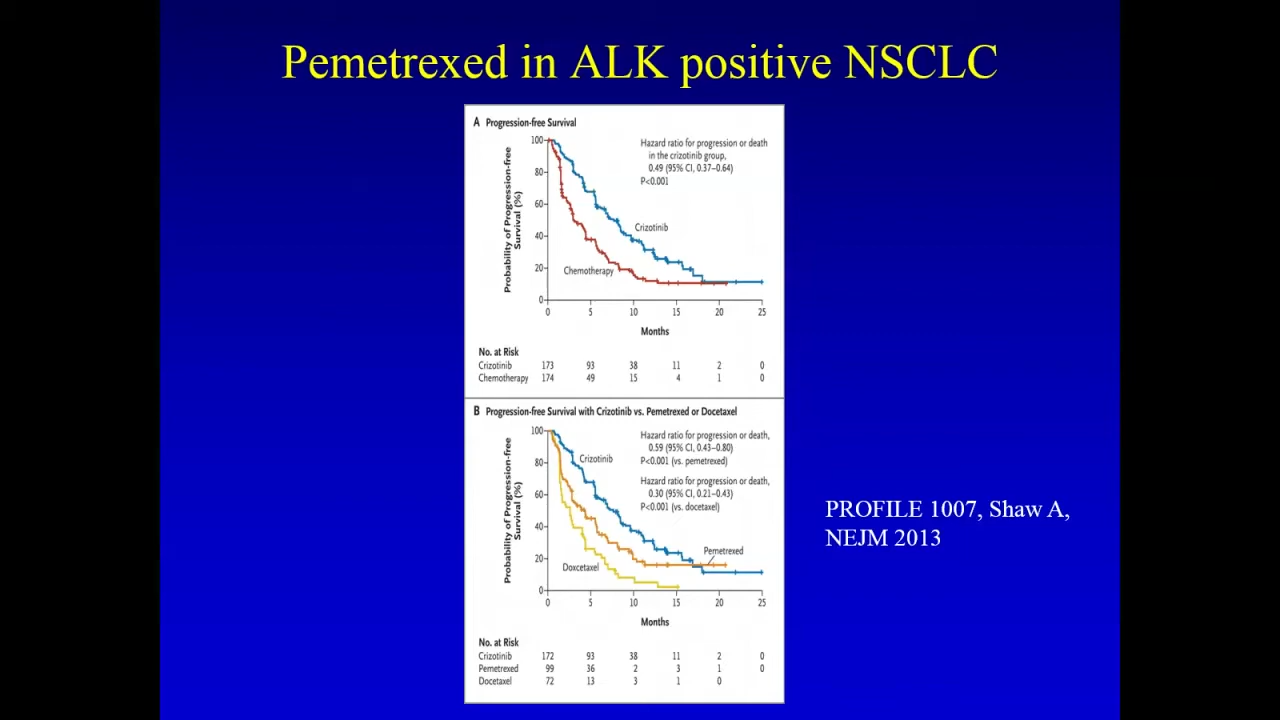 Pemetrexed in ALK positive NSCLC
A Progression-free Survival
Probability of Progression-free
Survival (%)
100
80
60
40
20
0
Hazard ratio for progression or death
in the crizotinib group,
0.49 (95% CI, 0.37–0.64)
P<0.001
Crizotinib
Chemotherapy
0 5 10 15 20 25
Months
No. at Risk
Crizotinib 173 93 38 11 2 0
Chemotherapy 174 49 15 4 1 0
B Progression-free Survival with Crizotinib vs. Pemetrexed or Docetaxel
Probability of Progression-free
Survival (%)
100
80
60
40
20
0
Hazard ratio for progression or death,
0.59 (95% CI, 0.43–0.80)
P<0.001 (vs. pemetrexed)
Hazard ratio for progression or death,
0.30 (95% CI, 0.21–0.43)
P<0.001 (vs. docetaxel)
Crizotinib
Pemetrexed
Doxcetaxel
0 5 10 15 20 25
Months
No. at Risk
Crizotinib 172 93 38 11 2 0
Pemetrexed 99 36 2 3 1 0
Docetaxel 72 13 3 1 0
PROFILE 1007, Shaw A,
NEJM 2013